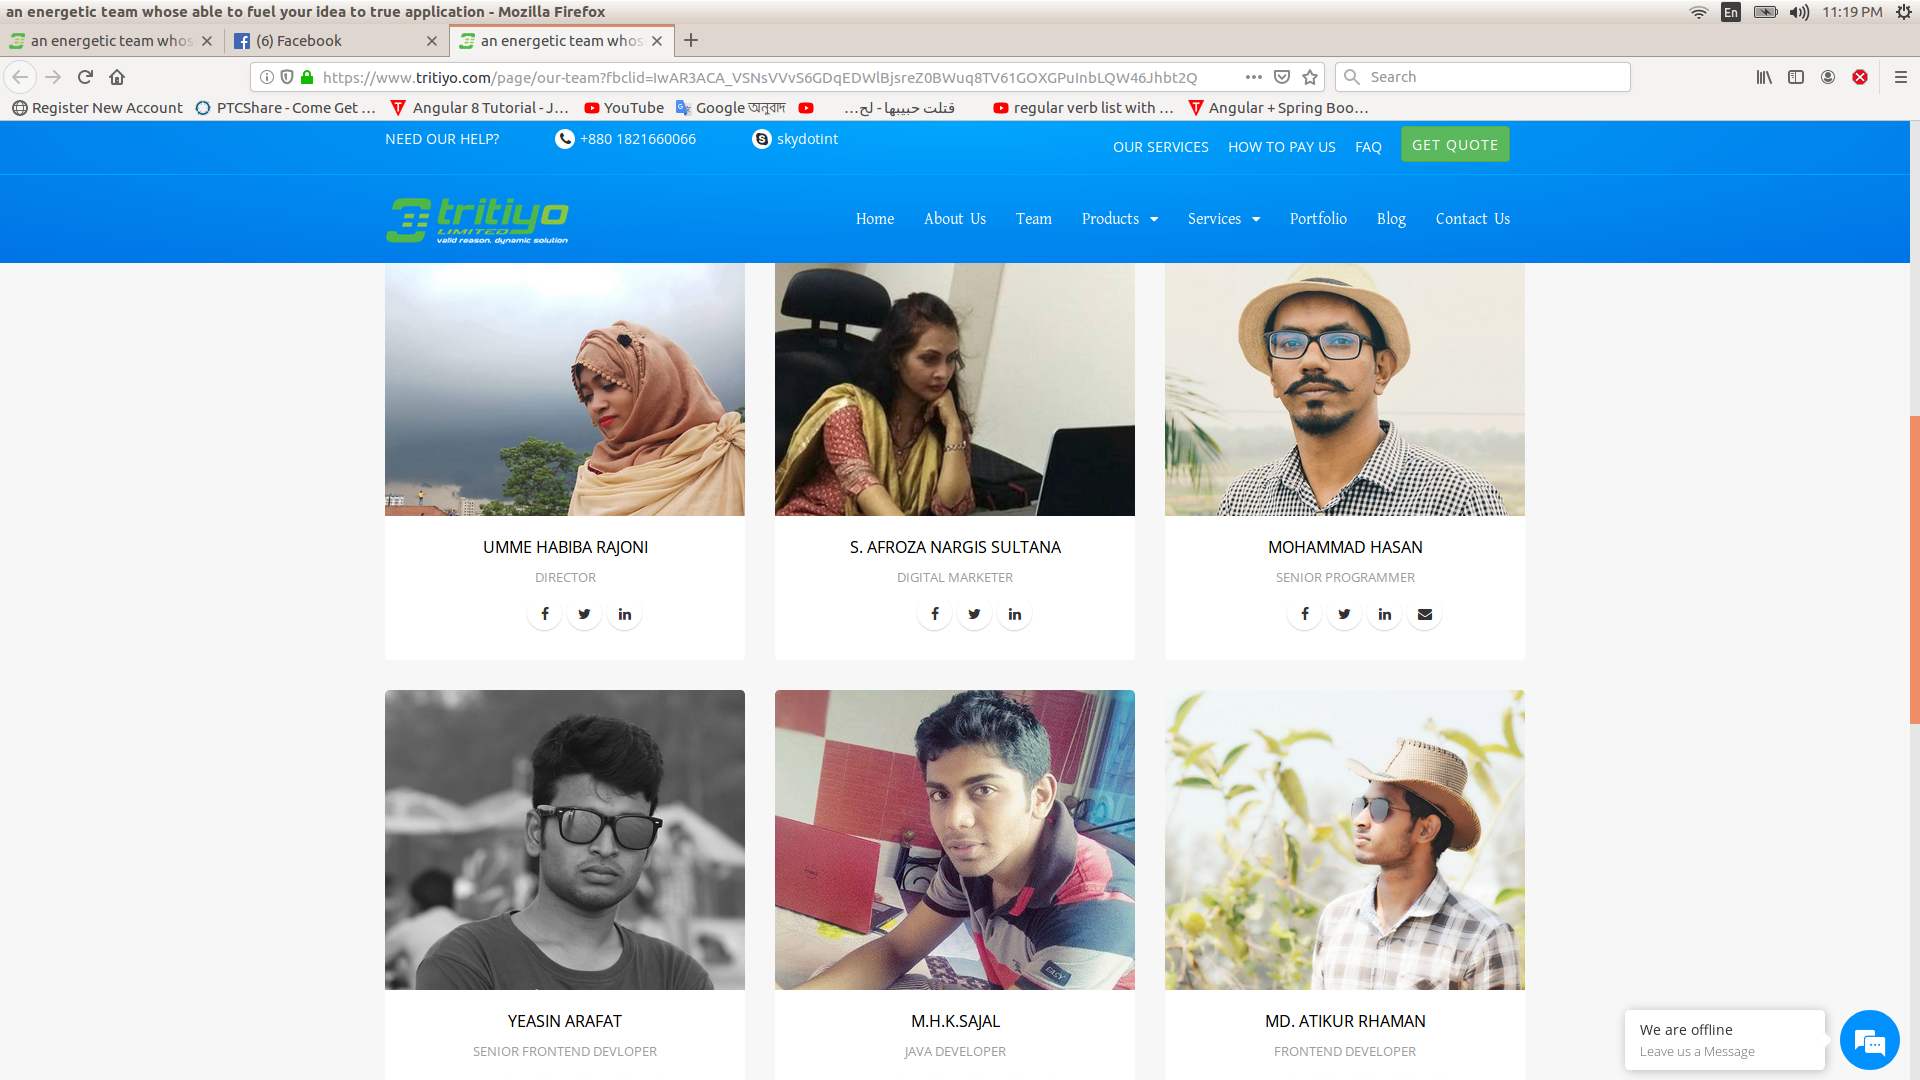 an energetic team whose able to fuel your idea to true application - Mozilla Firefox
En
11:19 PM
an energetic team whos
(6) Facebook
an energetic team whos
https://www.tritiyo.com/page/our-team?fbclid=IwAR3ACA_VSNsVVvS6GDqEDWlBjsreZ0BWuq8TV61GOXGPuInbLQW46Jhbt2Q
Search
Register New Account
PTCShare - Come Get ...
Angular 8 Tutorial - J...
YouTube
Google অনুবাদ
قتلت حبيبها - لح...
regular verb list with ...
Angular + Spring Boo...
NEED OUR HELP?
+880 1821660066
skydotint
OUR SERVICES
HOW TO PAY US
FAQ
GET QUOTE
tritiyo
LIMITED
valid reason. dynamic solution
Home
About Us
Team
Products
Services
Portfolio
Blog
Contact Us
UMME HABIBA RAJONI
DIRECTOR
S. AFROZA NARGIS SULTANA
DIGITAL MARKETER
MOHAMMAD HASAN
SENIOR PROGRAMMER
YEASIN ARAFAT
SENIOR FRONTEND DEVLOPER
M.H.K.SAJAL
JAVA DEVELOPER
MD. ATIKUR RHAMAN
FRONTEND DEVELOPER
EASY
We are offline
Leave us a Message